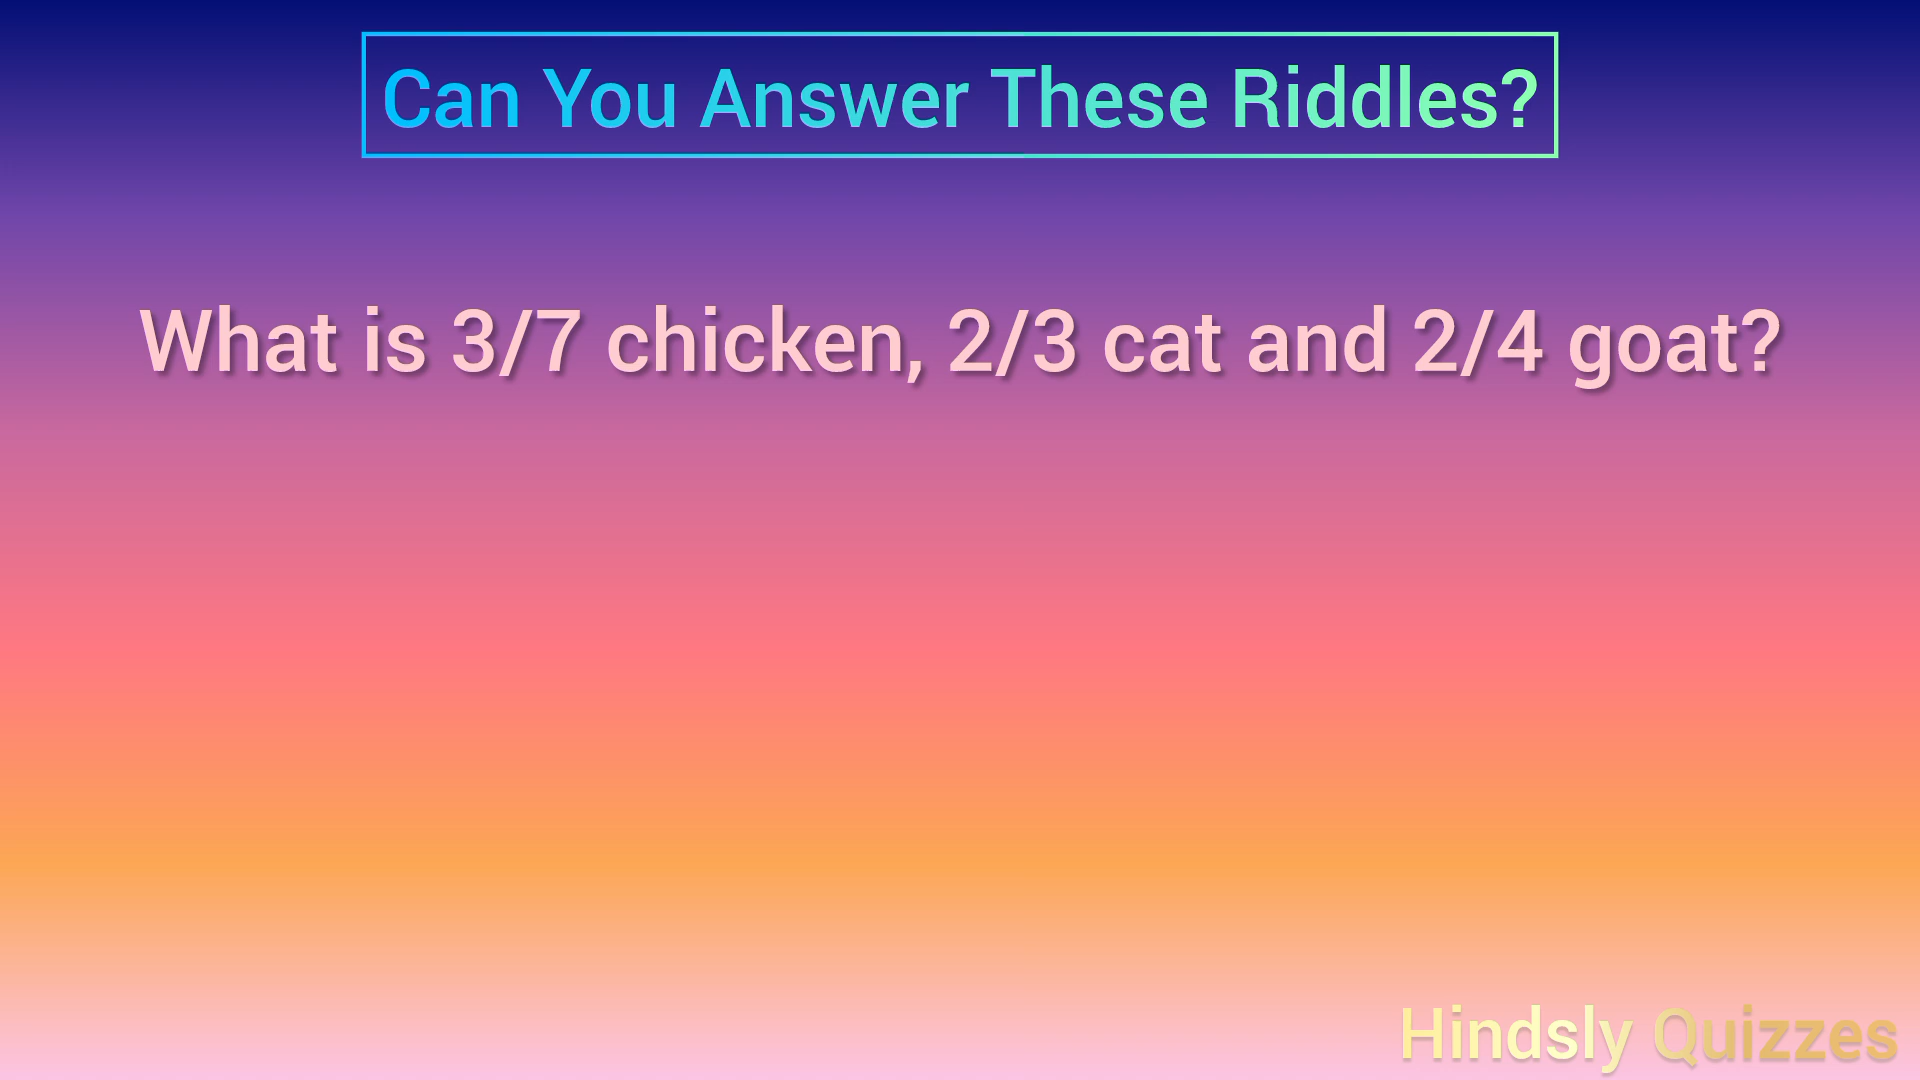 Can You Answer These Riddles?
What is 3/7 chicken, 2/3 cat and 2/4 goat?
Hindsly Quizzes